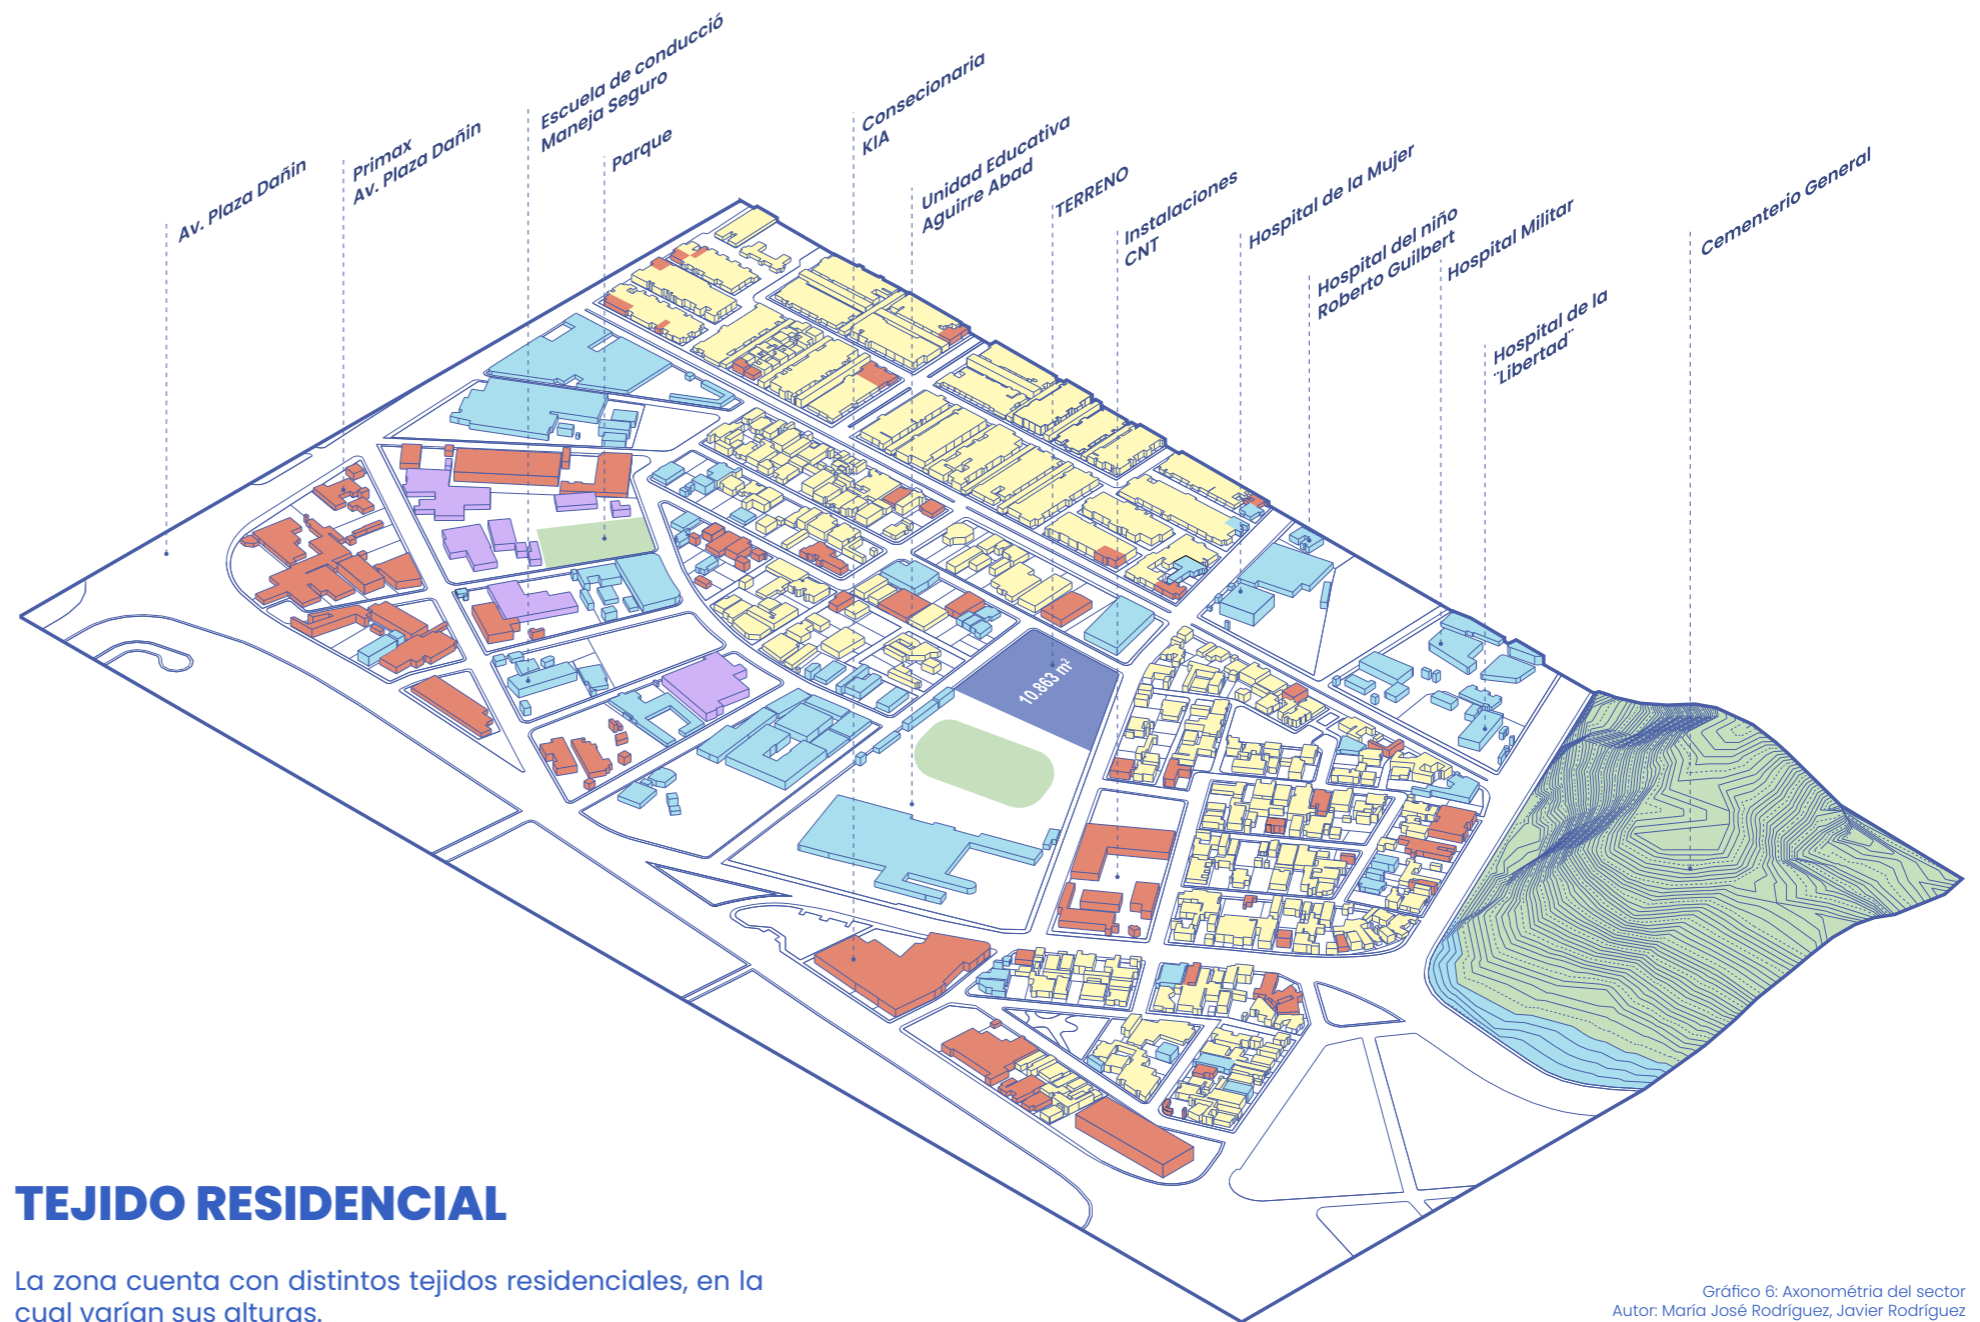 Av. Plaza Dañin
Primax
Av. Plaza Dañin
Escuela de conducció
Maneja Seguro
Parque
Consecionaria
KIA
Unidad Educativa
Aguirre Abad
TERRENO
Instalaciones
CNT
Hospital de la Mujer
Hospital del niño
Roberto Guilbert
Hospital Militar
Hospital de la
¨Libertad¨
Cementerio General
10.863 m²
TEJIDO RESIDENCIAL
La zona cuenta con distintos tejidos residenciales, en la
cual varían sus alturas.
Gráfico 6: Axonométria del sector
Autor: María José Rodríguez, Javier Rodríguez